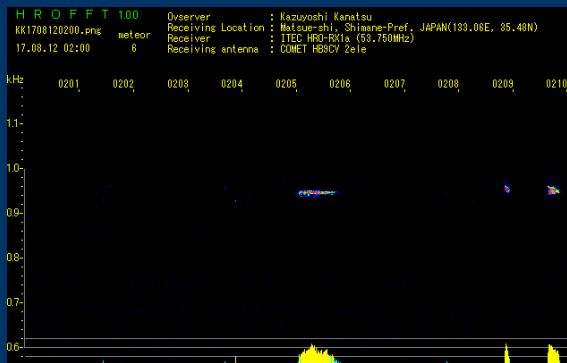 H R O F F T 1.00
KK1708120200.png
17.08.12 02:00
meteor
6
Ovserver : Kazuyoshi Kanatsu
Receiving Location : Matsue-shi, Shimane-Pref. JAPAN(133.06E, 35.48N)
Receiver : ITEC HRO-RX1a (53.750MHz)
Receiving antenna : COMET HB9CV 2ele
kHz
0201 0202 0203 0204 0205 0206 0207 0208 0209 0210
1.1
1.0
0.9
0.8
0.7
0.6